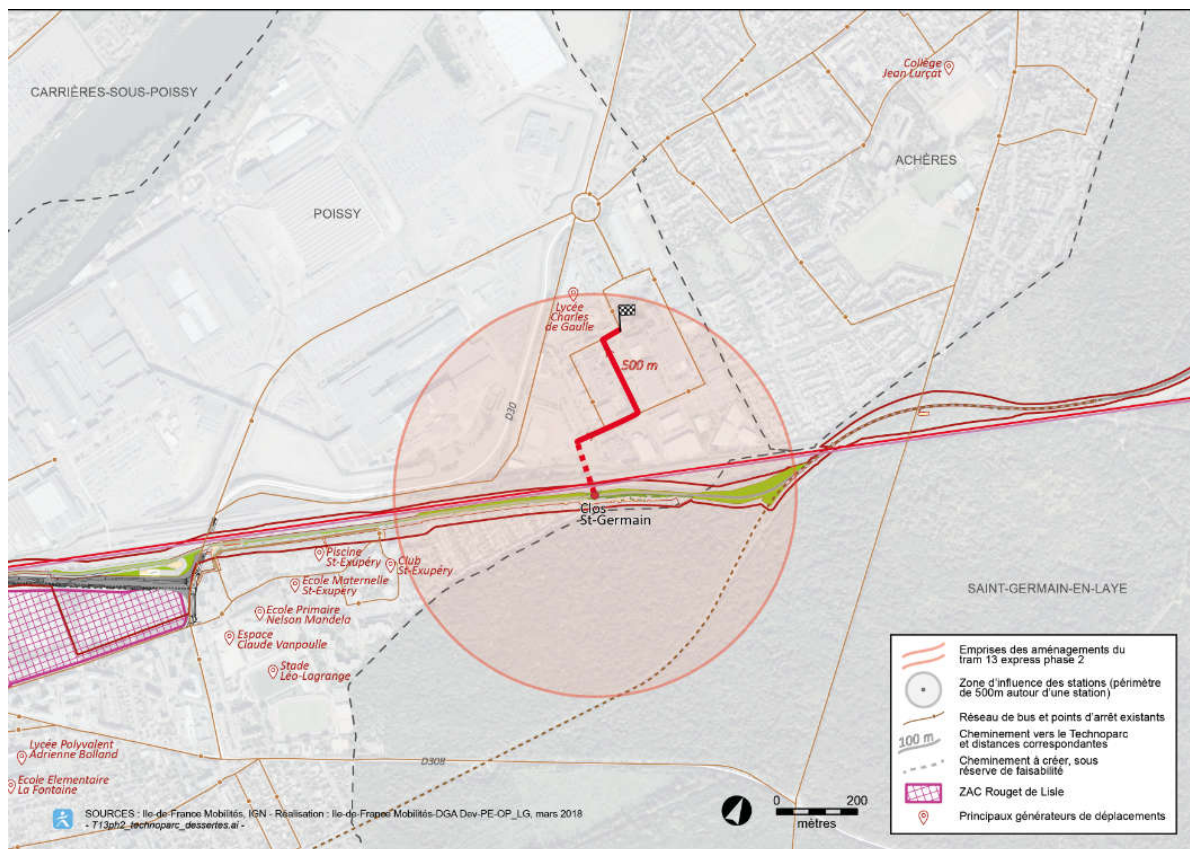 CARRIÈRES-SOUS-POISSY
Collège
Jean Lurçat
ACHÈRES
POISSY
Lycée
Charles
de Gaulle
500 m
D30
Clos
St-Germain
Piscine
St-Exupéry
Club
St-Exupéry
Ecole Maternelle
St-Exupéry
Ecole Primaire
Nelson Mandela
Espace
Claude Vanpoulle
Stade
Léo-Lagrange
SAINT-GERMAIN-EN-LAYE
Lycée Polyvalent
Adrienne Bolland
Ecole Elementaire
La Fontaine
D308
Emprises des aménagements du
tram 13 express phase 2
Zone d'influence des stations (périmètre
de 500m autour d'une station)
Réseau de bus et points d'arrêt existants
100 m
Cheminement vers le Technoparc
et distances correspondantes
Cheminement à créer, sous
réserve de faisabilité
ZAC Rouget de Lisle
Principaux générateurs de déplacements
0 200
mètres
SOURCES : Ile-de-France Mobilités, IGN - Réalisation : Ile-de-France Mobilités-DGA Dev-PE-OP_LG, mars 2018
- T13ph2_technoparc_dessertes.ai -